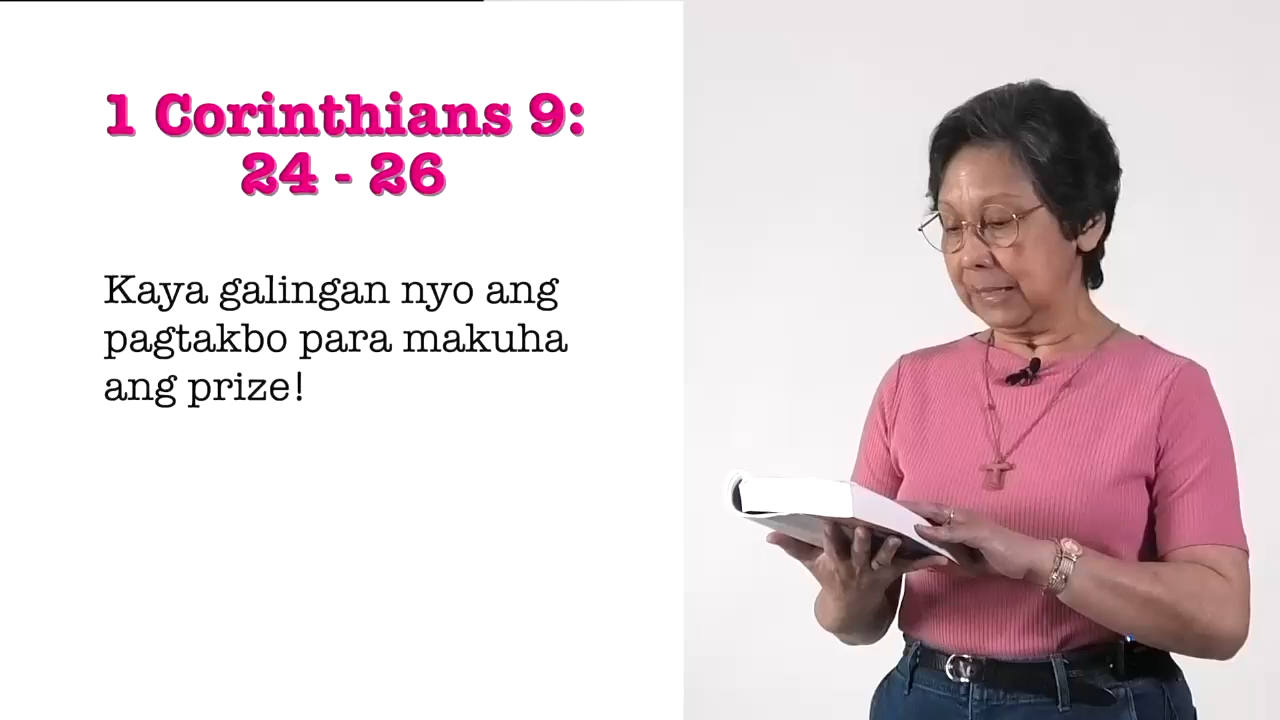 1 Corinthians 9:
24 - 26
Kaya galingan nyo ang
pagtakbo para makuha
ang prize!